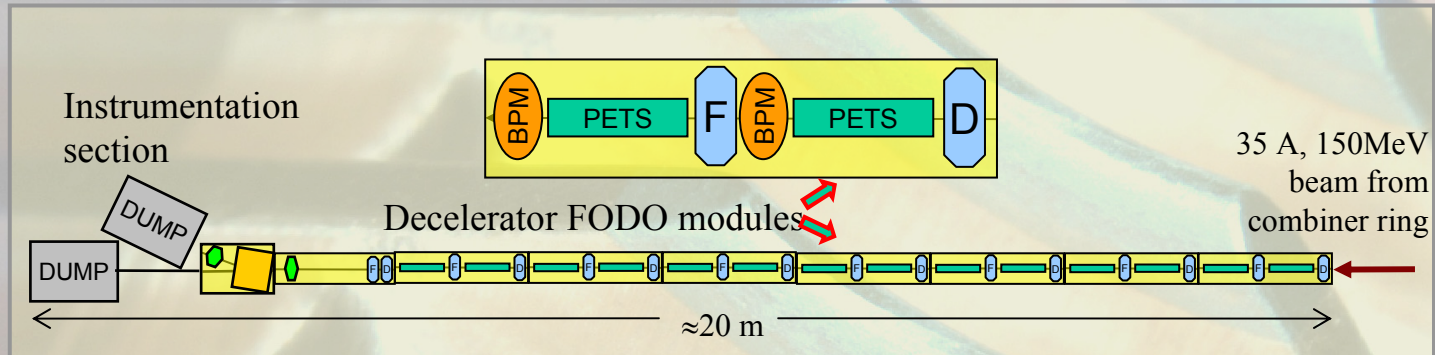 Instrumentation
section
BPM PETS F BPM PETS D
35 A, 150MeV
beam from
combiner ring
Decelerator FODO modules
DUMP
DUMP
F D F D F D F D F D F D F D F D
≈20 m